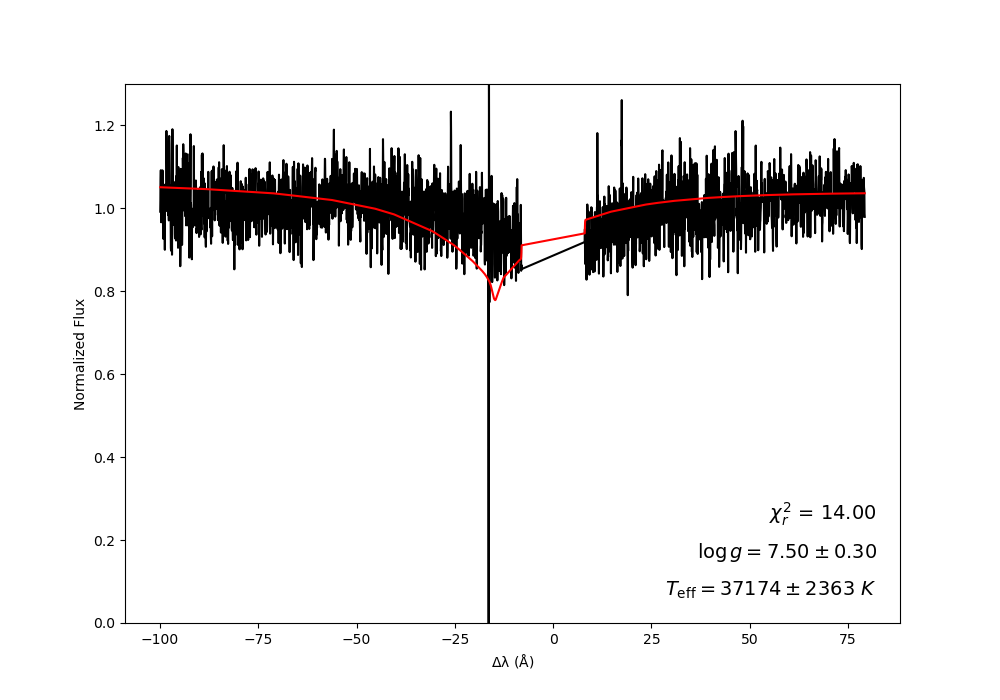 1.2
1.0
0.8
0.6
0.4
0.2
0.0
Normalized Flux
χ²ᵣ = 14.00
log g = 7.50 ± 0.30
T_eff = 37174 ± 2363 K
−100 −75 −50 −25 0 25 50 75
Δλ (Å)